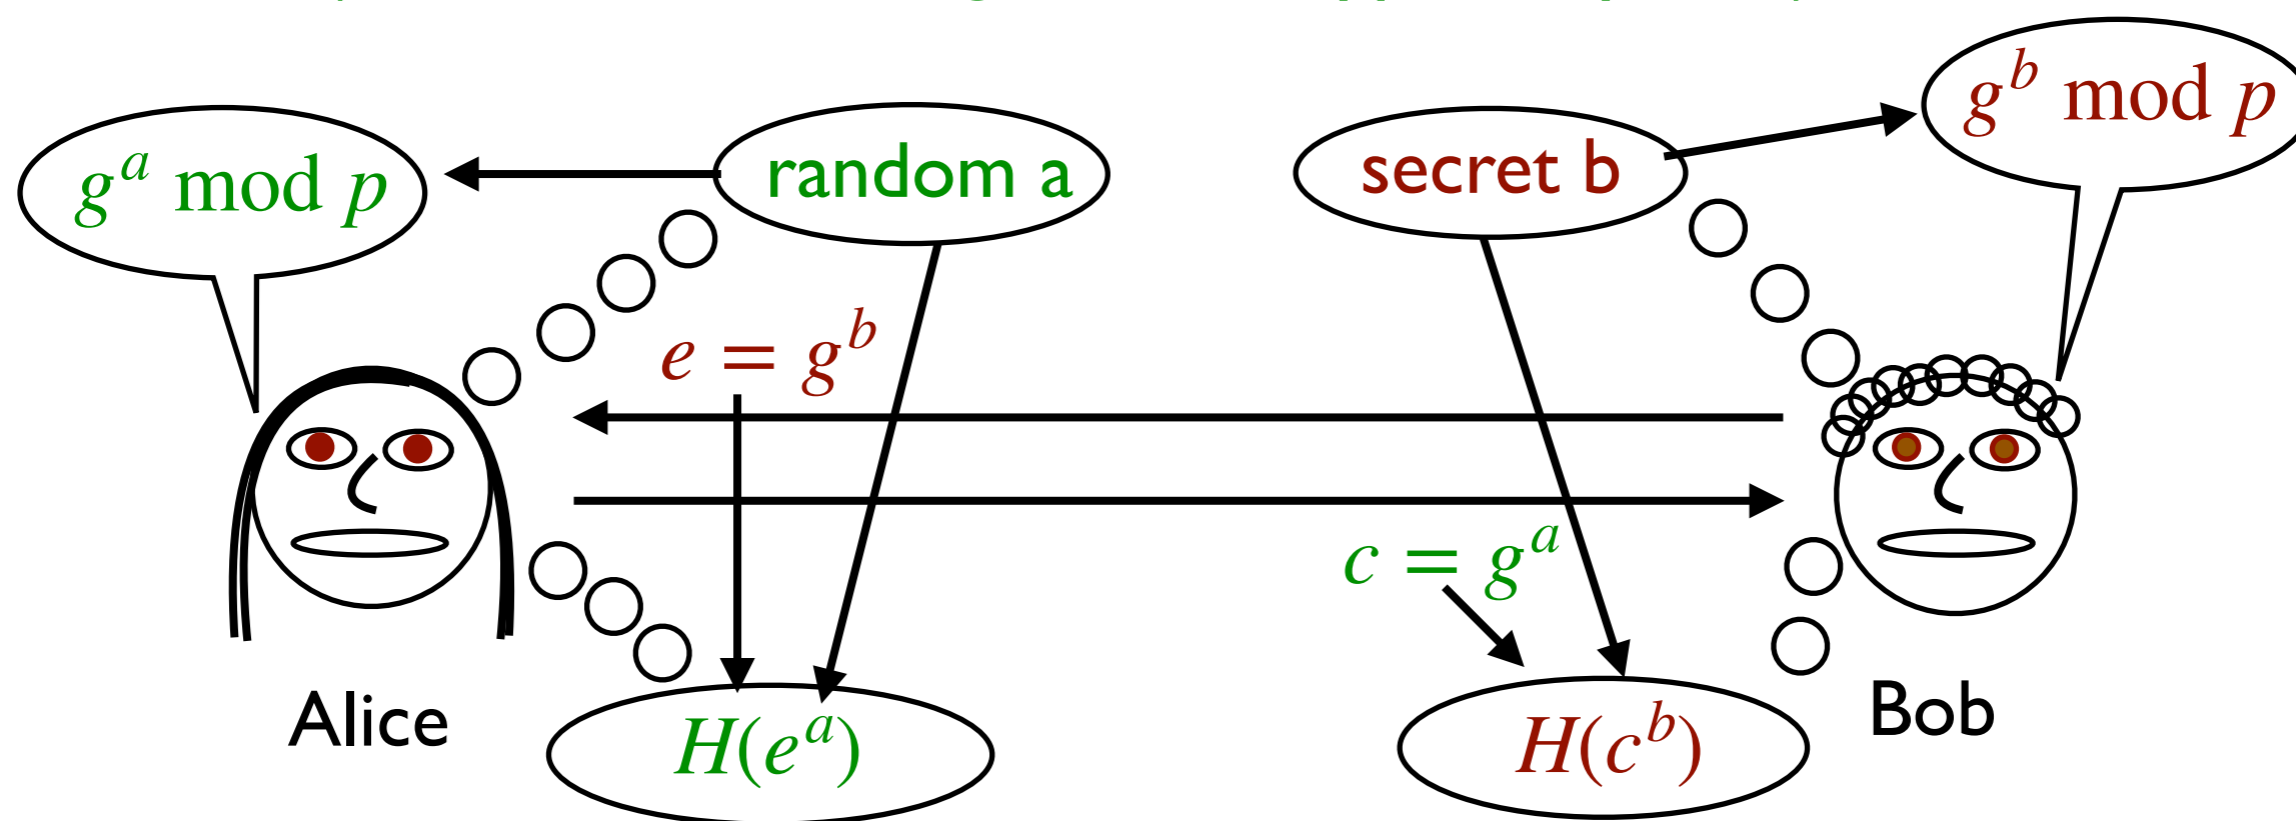 g^b mod p
g^a mod p
random a
secret b
e = g^b
c = g^a
Alice
Bob
H(e^a)
H(c^b)